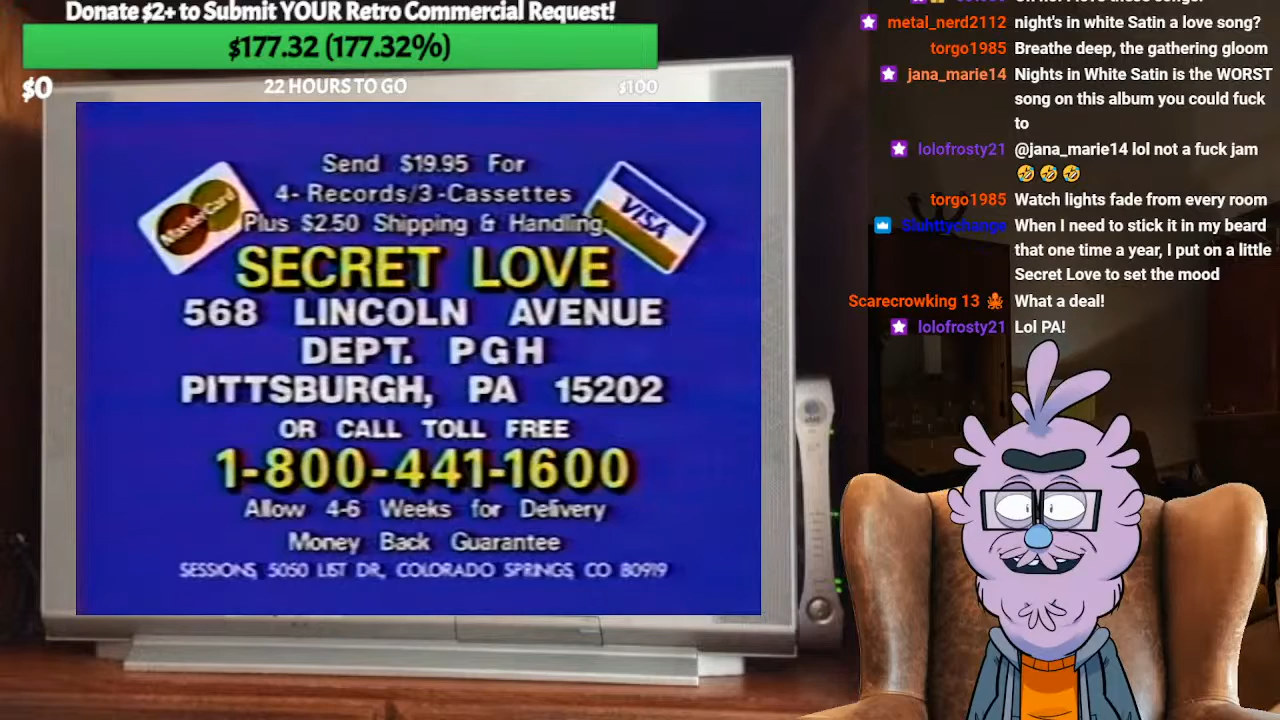 Donate $2+ to Submit YOUR Retro Commercial Request!
$177.32 (177.32%)
$0 22 HOURS TO GO $100
Send $19.95 For
4- Records/3-Cassettes
Plus $2.50 Shipping & Handling.
MasterCard
VISA
SECRET LOVE
568 LINCOLN AVENUE
DEPT. PGH
PITTSBURGH, PA 15202
OR CALL TOLL FREE
1-800-441-1600
Allow 4-6 Weeks for Delivery
Money Back Guarantee
SESSIONS, 5050 LIST DR., COLORADO SPRINGS, CO 80919
metal_nerd2112 night's in white Satin a love song?
torgo1985 Breathe deep, the gathering gloom
jana_marie14 Nights in White Satin is the WORST
song on this album you could fuck
to
lolofrosty21 @jana_marie14 lol not a fuck jam
🤣 🤣 🤣
torgo1985 Watch lights fade from every room
Sluhttychange When I need to stick it in my beard
that one time a year, I put on a little
Secret Love to set the mood
Scarecrowking 13 🐙 What a deal!
lolofrosty21 Lol PA!